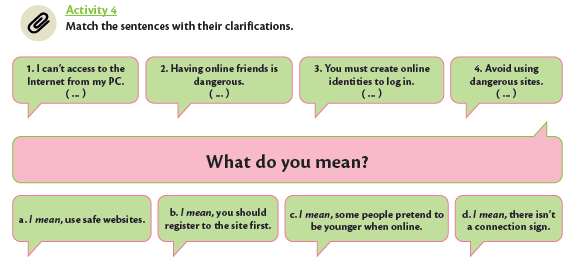 Activity 4
Match the sentences with their clarifications.
1. I can't access to the
Internet from my PC.
( ... )
2. Having online friends is
dangerous.
( ... )
3. You must create online
identities to log in.
( ... )
4. Avoid using
dangerous sites.
( ... )
What do you mean?
a. I mean, use safe websites.
b. I mean, you should
register to the site first.
c. I mean, some people pretend to
be younger when online.
d. I mean, there isn't
a connection sign.